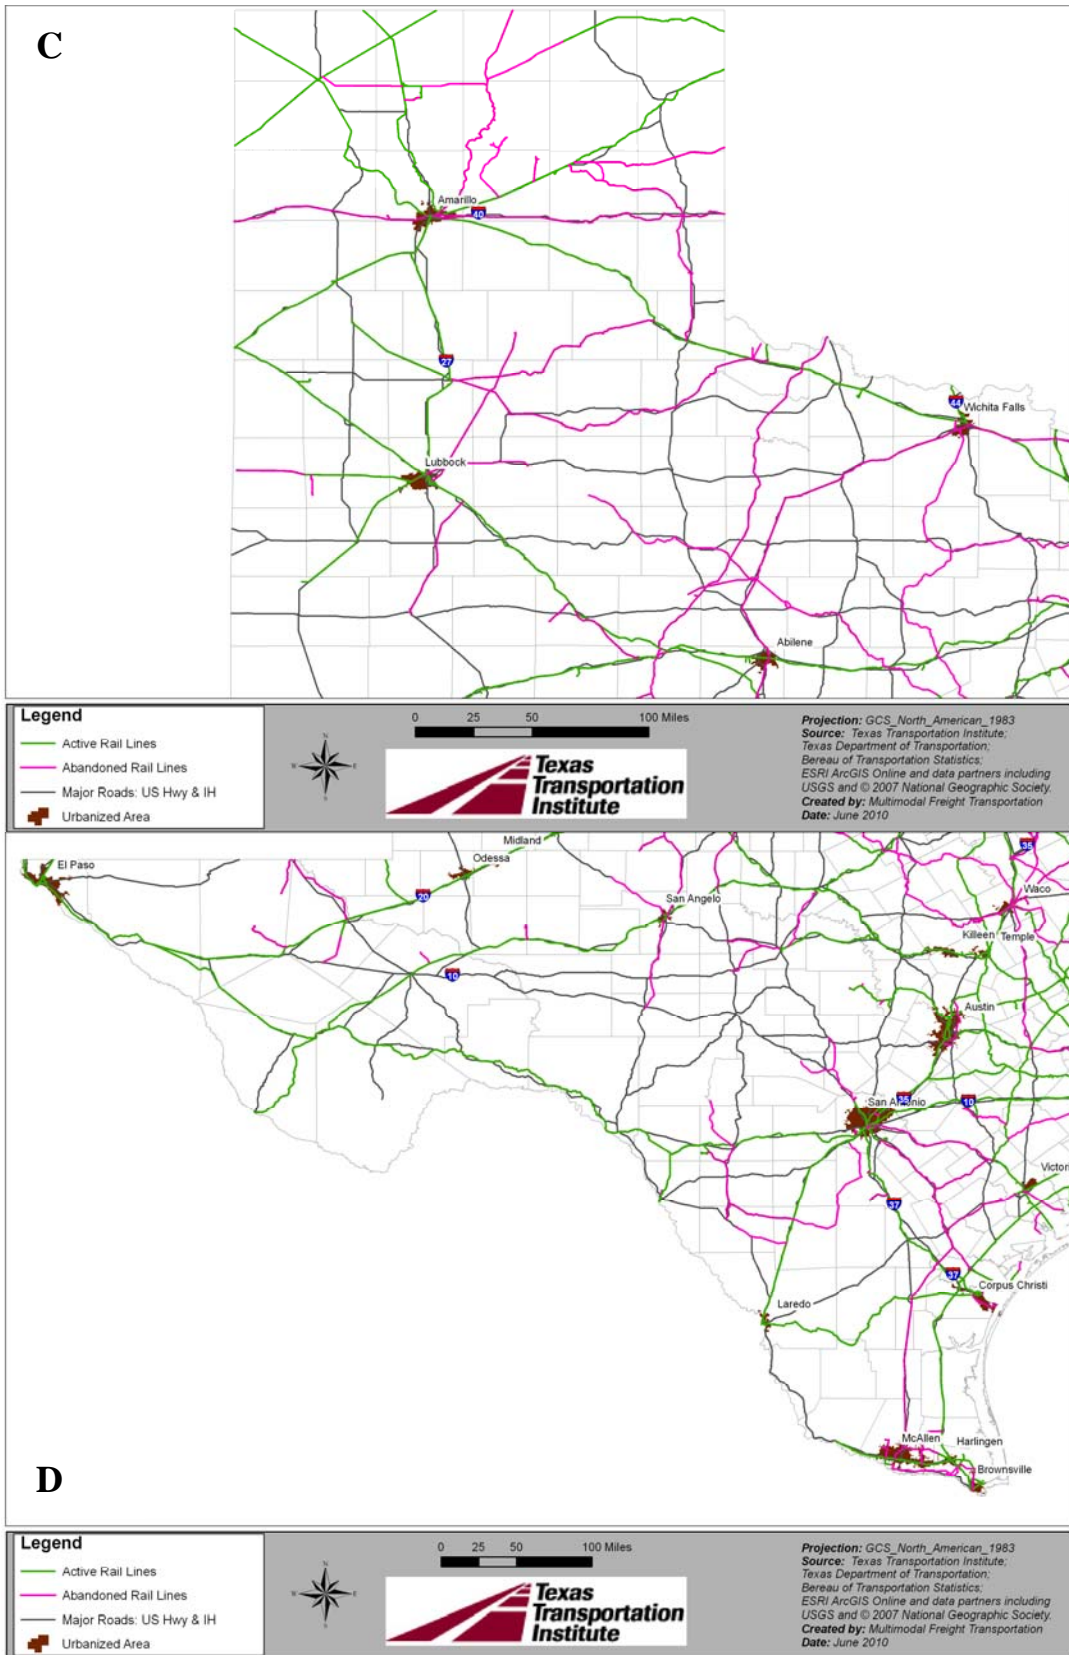 C
Amarillo
40
27
44
Wichita Falls
Lubbock
Abilene
Legend
Active Rail Lines
Abandoned Rail Lines
Major Roads: US Hwy & IH
Urbanized Area
N
W E
S
0 25 50 100 Miles
Texas
Transportation
Institute
Projection: GCS_North_American_1983
Source: Texas Transportation Institute;
Texas Department of Transportation;
Bereau of Transportation Statistics;
ESRI ArcGIS Online and data partners including
USGS and © 2007 National Geographic Society.
Created by: Multimodal Freight Transportation
Date: June 2010
Midland
35
El Paso
Odessa
20
San Angelo
Waco
Killeen Temple
10
Austin
San Antonio
35
10
Victor
37
37
Corpus Christi
Laredo
McAllen
Harlingen
Brownsville
D
Legend
Active Rail Lines
Abandoned Rail Lines
Major Roads: US Hwy & IH
Urbanized Area
N
W E
S
0 25 50 100 Miles
Texas
Transportation
Institute
Projection: GCS_North_American_1983
Source: Texas Transportation Institute;
Texas Department of Transportation;
Bereau of Transportation Statistics;
ESRI ArcGIS Online and data partners including
USGS and © 2007 National Geographic Society.
Created by: Multimodal Freight Transportation
Date: June 2010